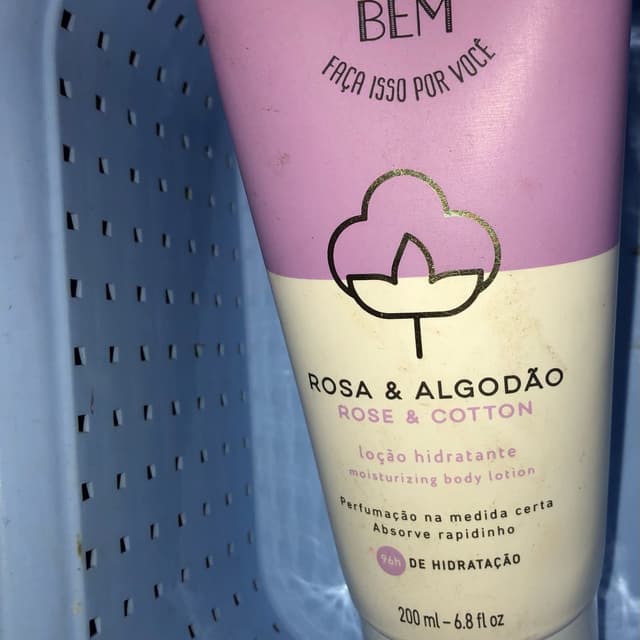 BEM
FAÇA ISSO POR VOCÊ
ROSA & ALGODÃO
ROSE & COTTON
loção hidratante
moisturizing body lotion
Perfumação na medida certa
Absorve rapidinho
96h DE HIDRATAÇÃO
200 ml – 6.8 fl oz